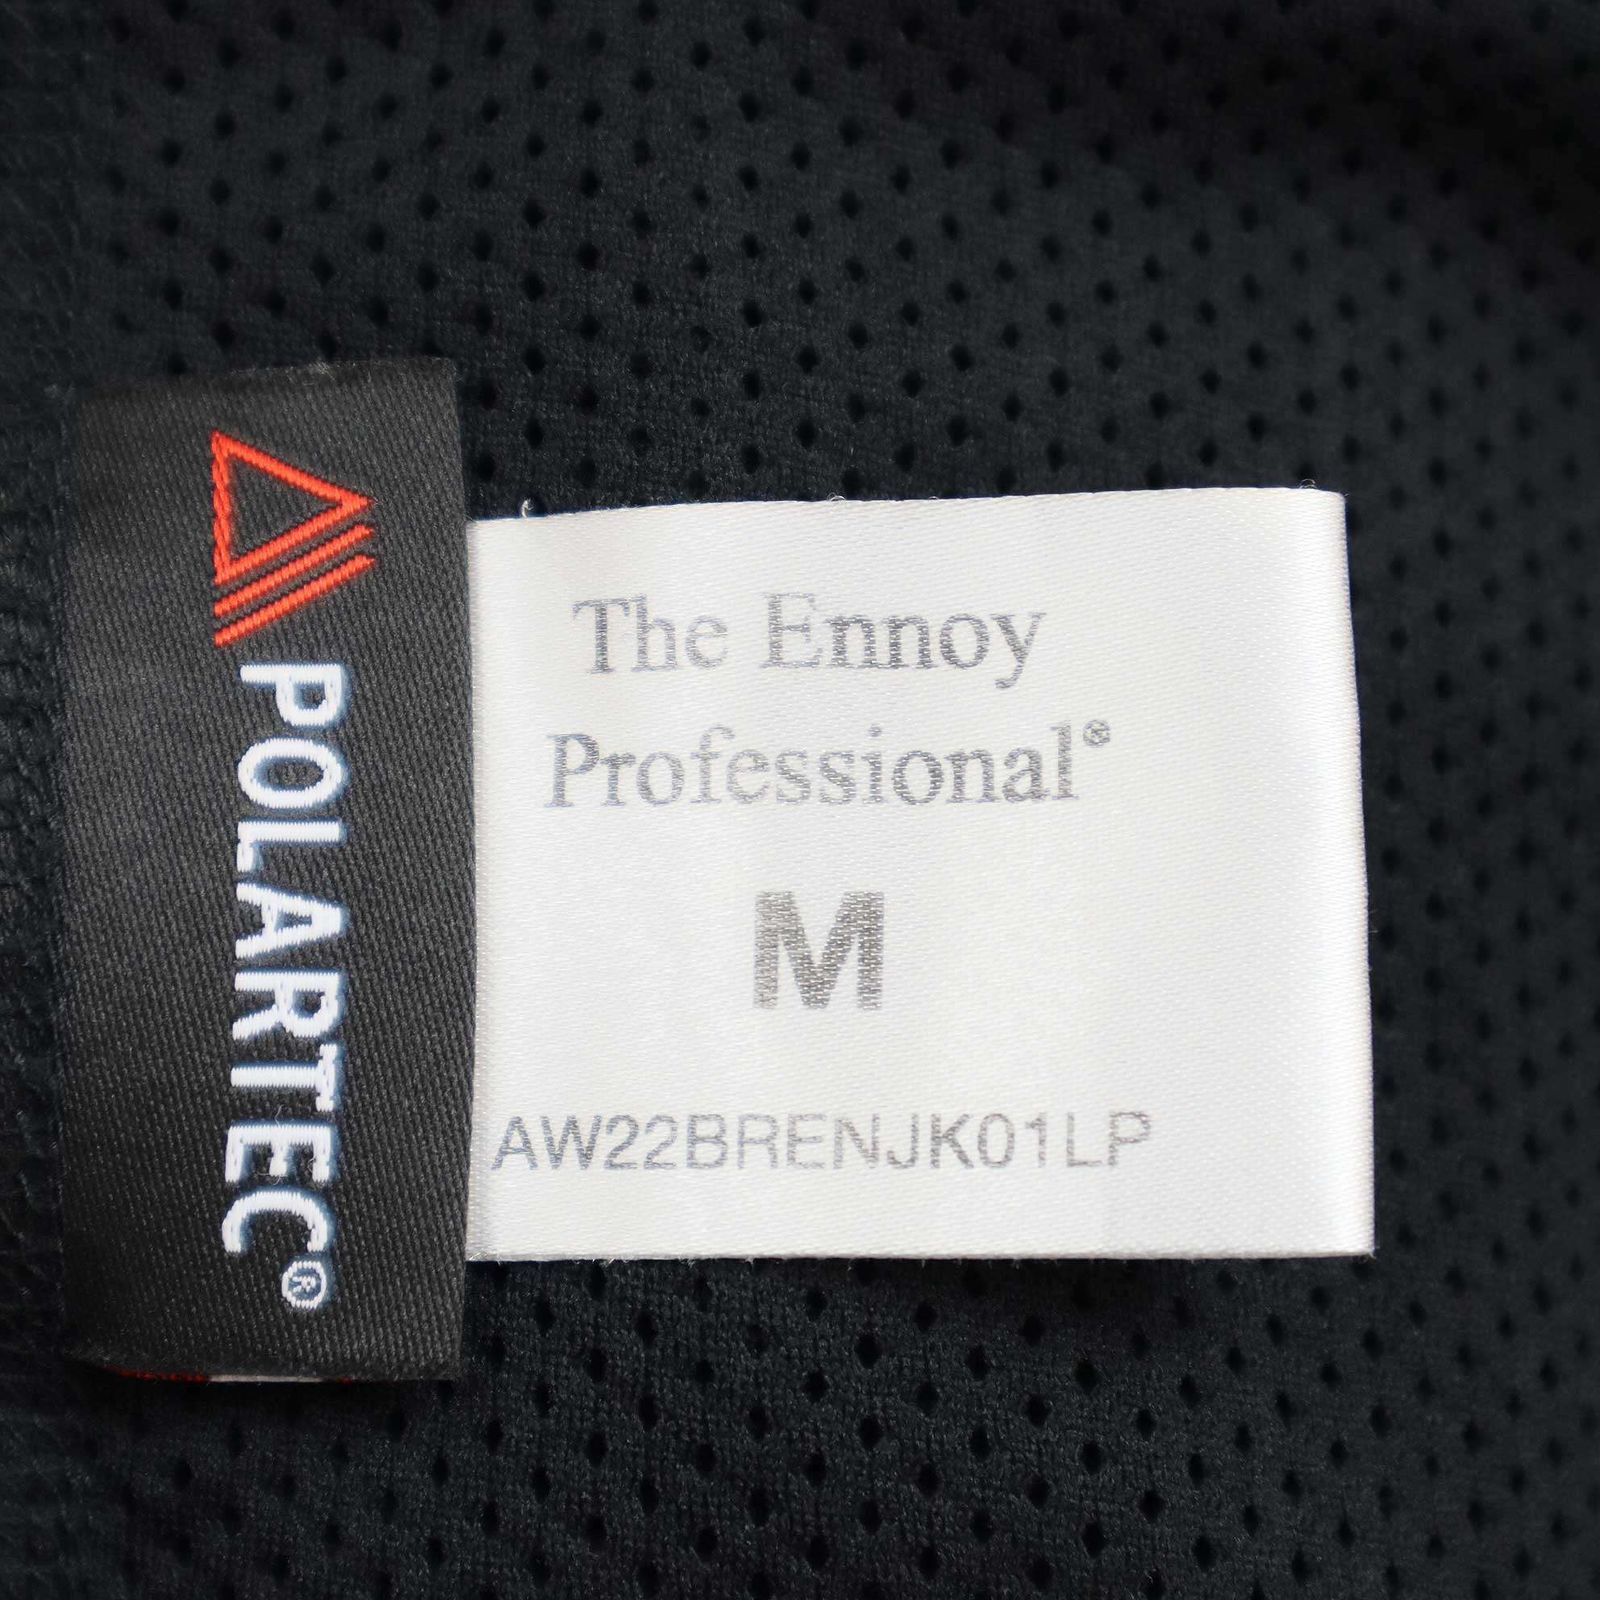 POLARTEC®
The Ennoy
Professional®
M
AW22BRENJK01LP